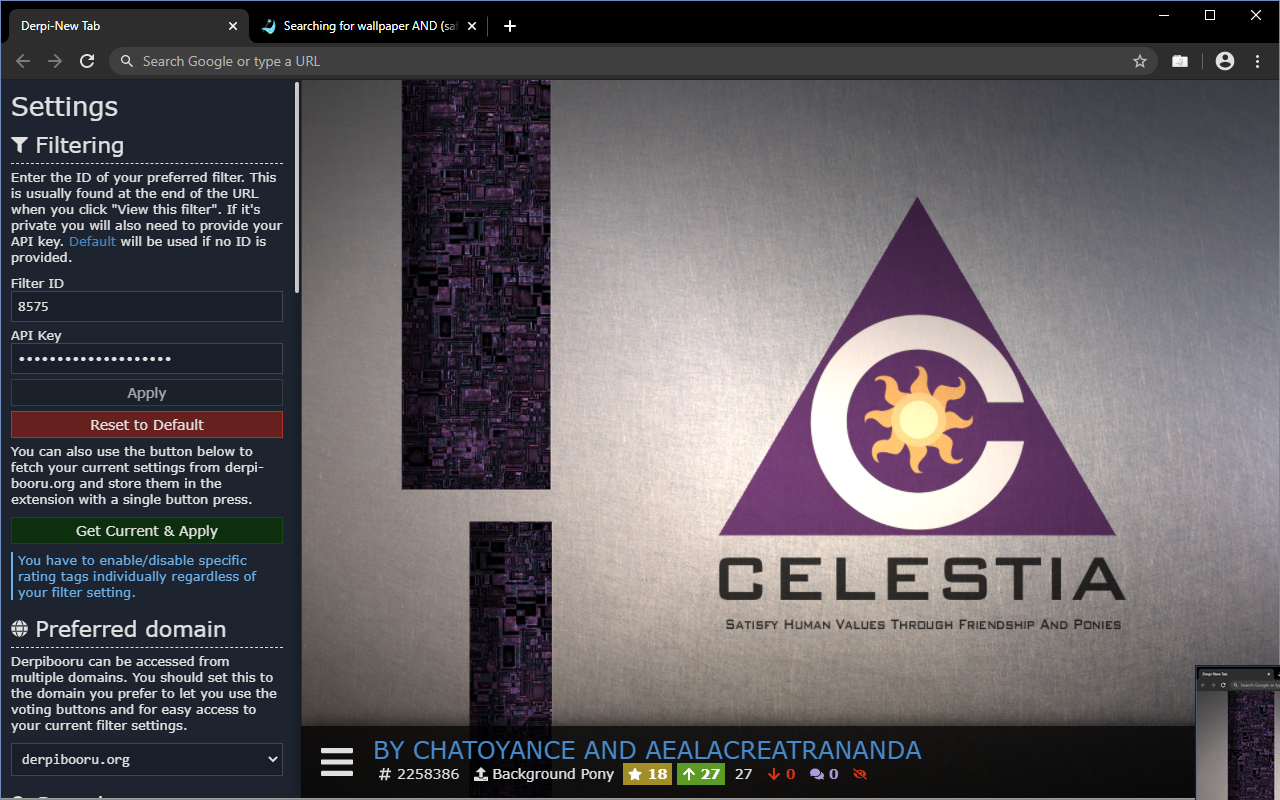 Derpi-New Tab
Searching for wallpaper AND (saf
Search Google or type a URL
Settings
Filtering
Enter the ID of your preferred filter. This
is usually found at the end of the URL
when you click "View this filter". If it's
private you will also need to provide your
API key. Default will be used if no ID is
provided.
Filter ID
8575
API Key
••••••••••••••••••••
Apply
Reset to Default
You can also use the button below to
fetch your current settings from derpi-
booru.org and store them in the
extension with a single button press.
Get Current & Apply
You have to enable/disable specific
rating tags individually regardless of
your filter setting.
Preferred domain
Derpibooru can be accessed from
multiple domains. You should set this to
the domain you prefer to let you use the
voting buttons and for easy access to
your current filter settings.
derpibooru.org
C
CELESTIA
Satisfy Human Values Through Friendship And Ponies
BY CHATOYANCE AND AEALACREATRANANDA
# 2258386 Background Pony 18 27 27 0 0
Derpi-New Tab